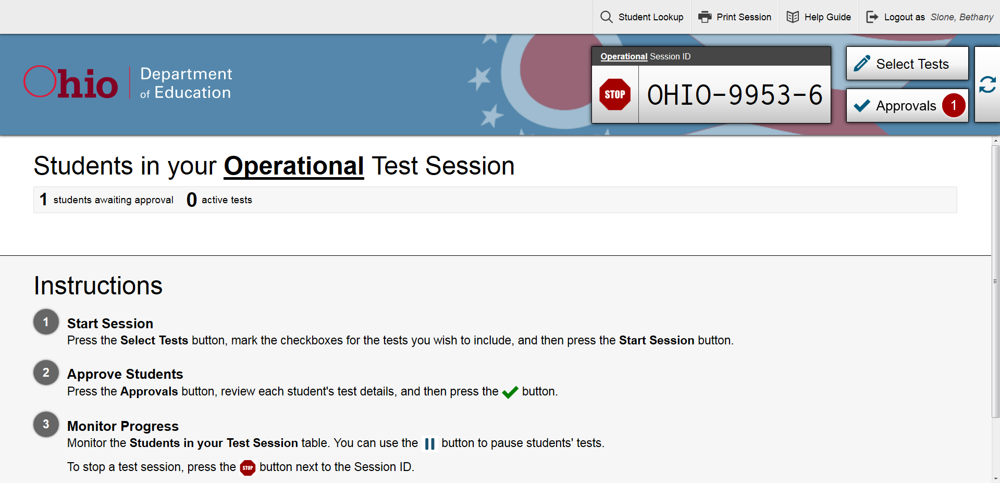 Student Lookup
Print Session
Help Guide
Logout as Slone, Bethany
Ohio
Department
of Education
Operational Session ID
STOP
OHIO-9953-6
Select Tests
Approvals 1
Students in your Operational Test Session
1 students awaiting approval 0 active tests
Instructions
1 Start Session
Press the Select Tests button, mark the checkboxes for the tests you wish to include, and then press the Start Session button.
2 Approve Students
Press the Approvals button, review each student's test details, and then press the button.
3 Monitor Progress
Monitor the Students in your Test Session table. You can use the button to pause students' tests.
To stop a test session, press the STOP button next to the Session ID.